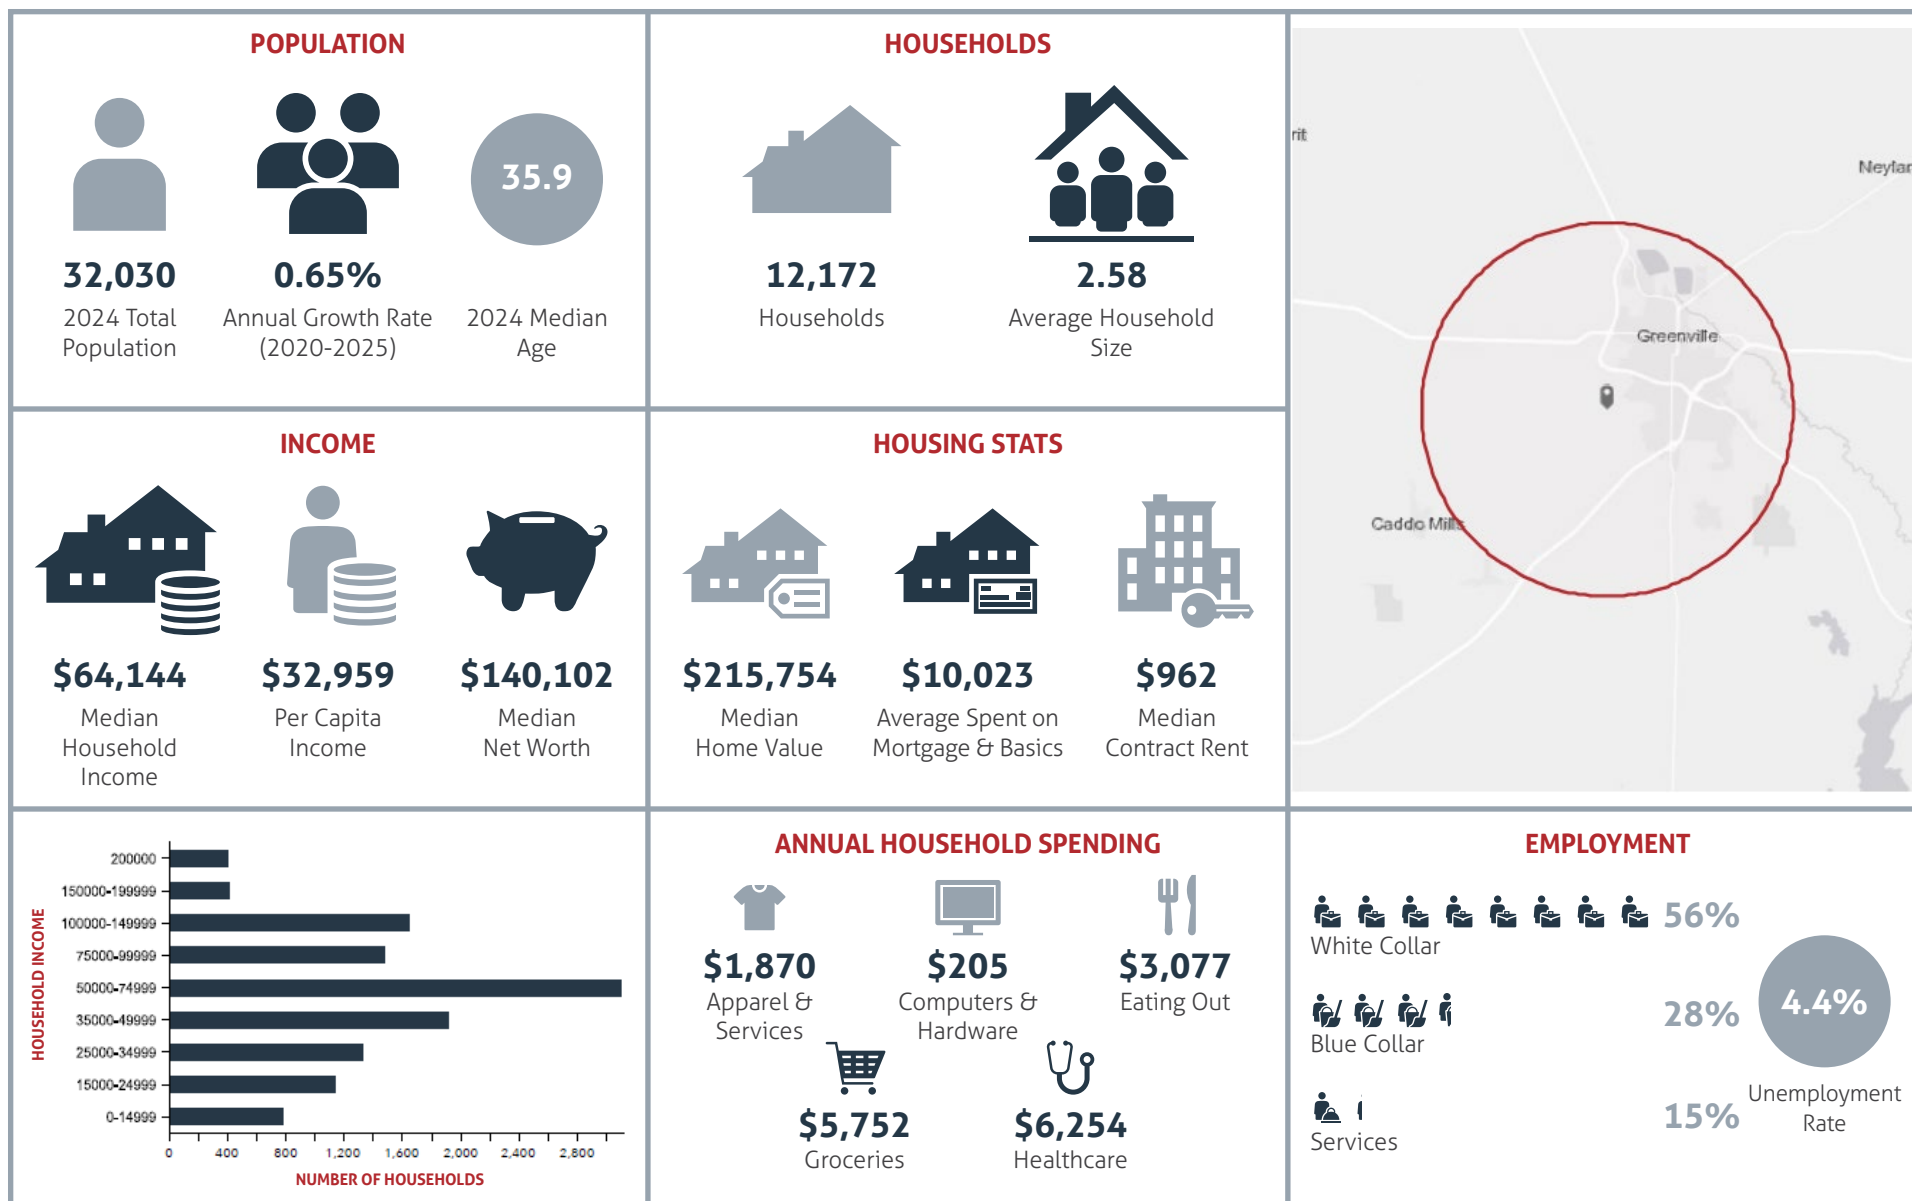 POPULATION
35.9
32,030
2024 Total
Population
0.65%
Annual Growth Rate
(2020-2025)
2024 Median
Age
HOUSEHOLDS
12,172
Households
2.58
Average Household
Size
rit
Neylan
Greenville
Caddo Mills
INCOME
$64,144
Median
Household
Income
$32,959
Per Capita
Income
$140,102
Median
Net Worth
HOUSING STATS
$215,754
Median
Home Value
$10,023
Average Spent on
Mortgage & Basics
$962
Median
Contract Rent
HOUSEHOLD INCOME
200000
150000-199999
100000-149999
75000-99999
50000-74999
35000-49999
25000-34999
15000-24999
0-14999
0 400 800 1,200 1,600 2,000 2,400 2,800
NUMBER OF HOUSEHOLDS
ANNUAL HOUSEHOLD SPENDING
$1,870
Apparel &
Services
$205
Computers &
Hardware
$3,077
Eating Out
$5,752
Groceries
$6,254
Healthcare
EMPLOYMENT
56%
White Collar
28%
Blue Collar
15%
Services
4.4%
Unemployment
Rate